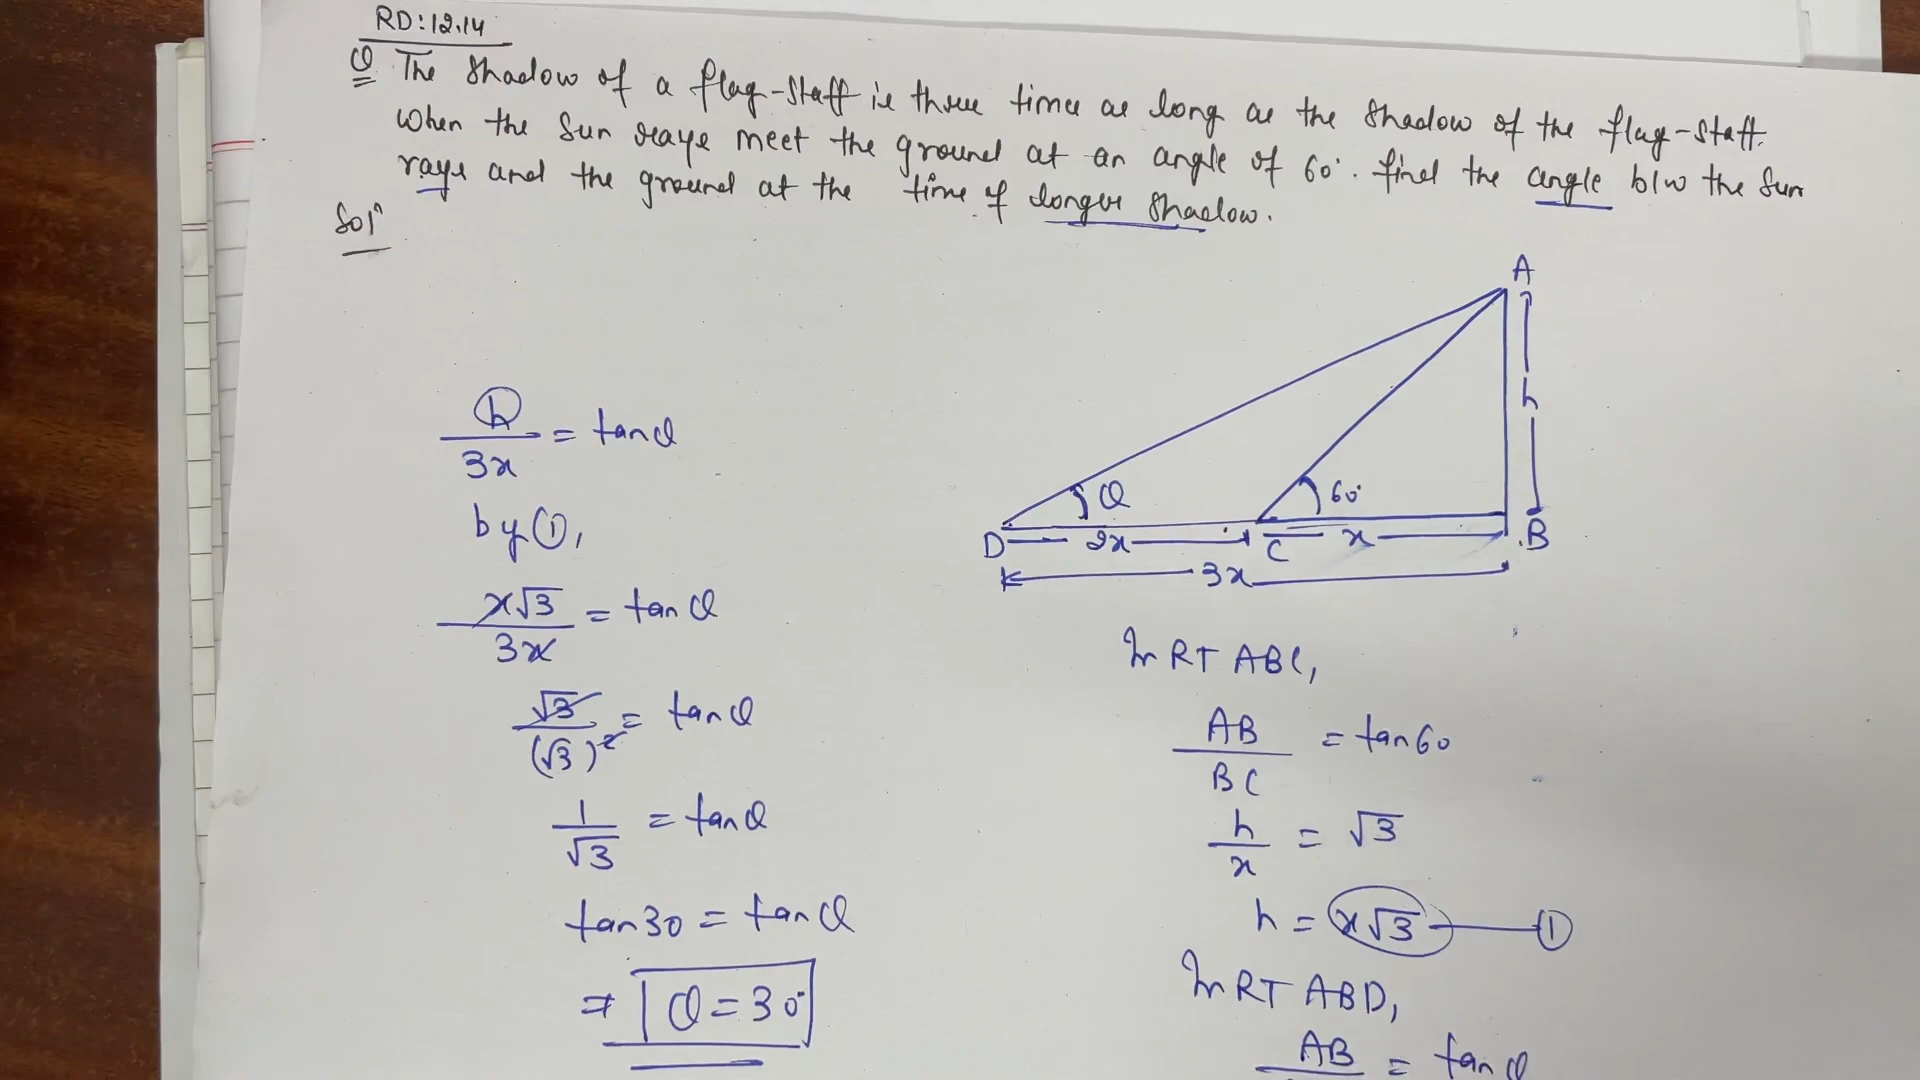 RD:12.14
Q The Shadow of a flag-staff is three times as long as the Shadow of the flag-staff.
when the Sun rays meet the ground at an angle of 60°. find the angle b/w the Sun
rays and the ground at the time of longer Shadow.
Solⁿ
A
h
θ
60°
D 2x C x B
3x
In RT ABC,
AB/BC = tan60
h/x = √3
h = x√3 — ①
In RT ABD,
AB = tanθ
h/3x = tanθ
by ①,
x√3/3x = tanθ
√3/(√3)² = tanθ
1/√3 = tanθ
tan30 = tanθ
⇒ θ = 30°